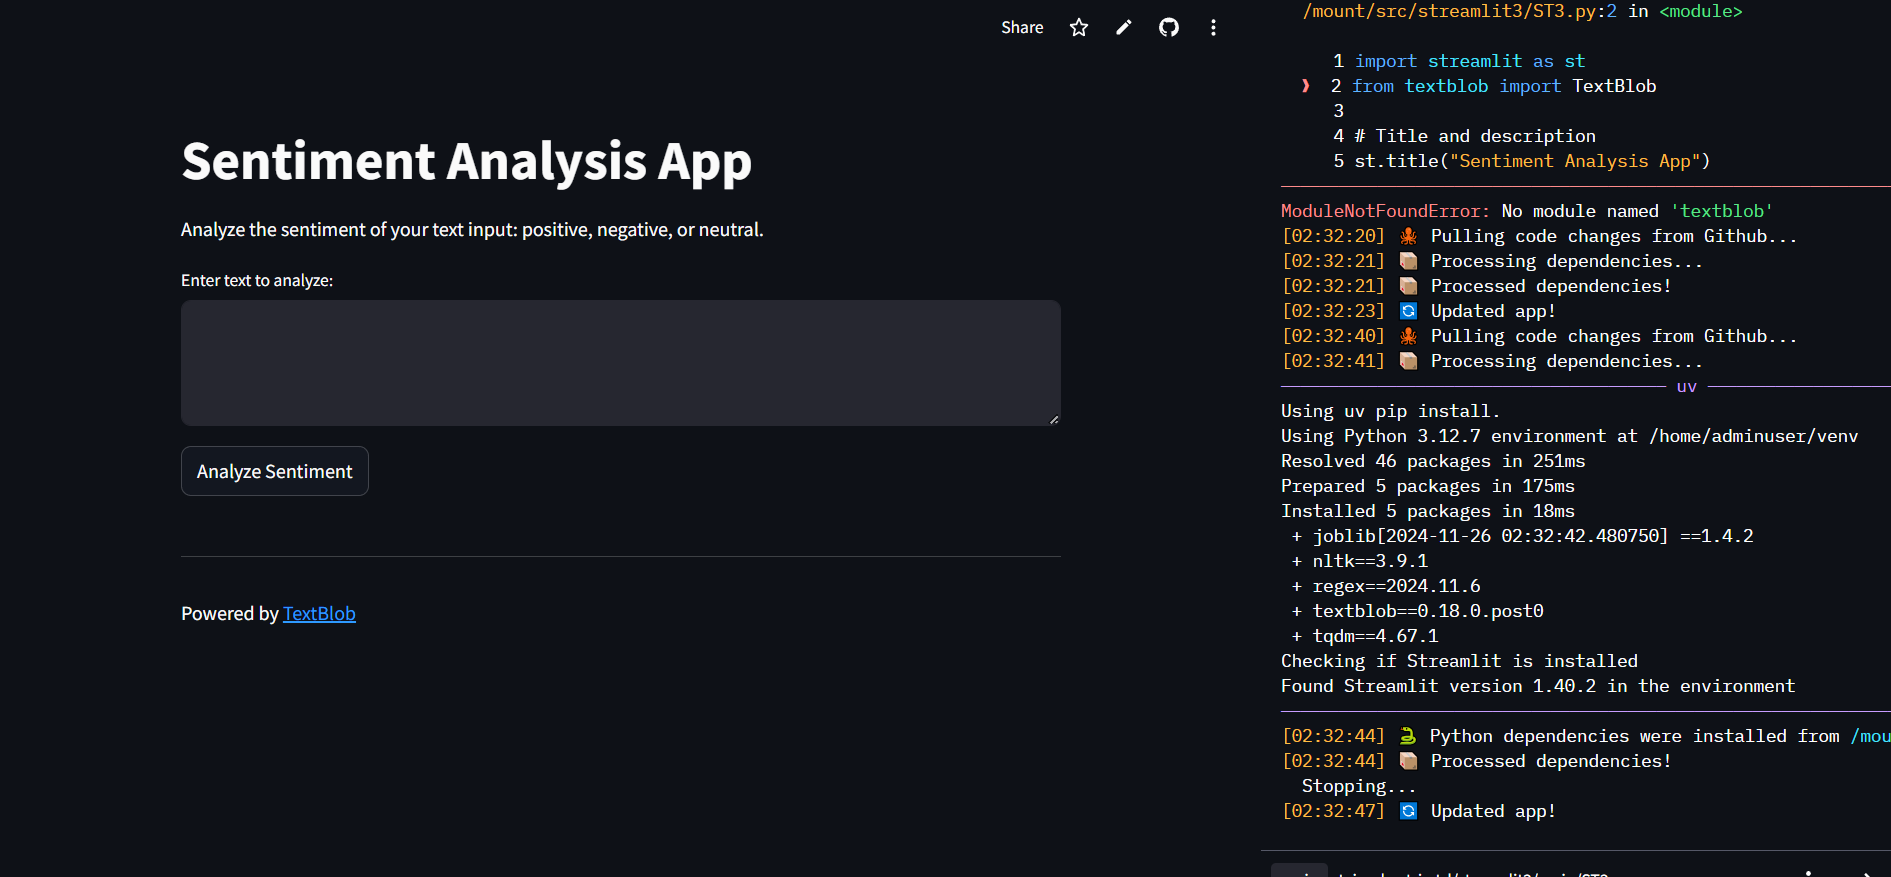 Share
Sentiment Analysis App
Analyze the sentiment of your text input: positive, negative, or neutral.
Enter text to analyze:
Analyze Sentiment
Powered by TextBlob
/mount/src/streamlit3/ST3.py:2 in <module>
1 import streamlit as st
❱ 2 from textblob import TextBlob
3
4 # Title and description
5 st.title("Sentiment Analysis App")
ModuleNotFoundError: No module named 'textblob'
[02:32:20] 🐙 Pulling code changes from Github...
[02:32:21] 📦 Processing dependencies...
[02:32:21] 📦 Processed dependencies!
[02:32:23] 🔄 Updated app!
[02:32:40] 🐙 Pulling code changes from Github...
[02:32:41] 📦 Processing dependencies...
uv
Using uv pip install.
Using Python 3.12.7 environment at /home/adminuser/venv
Resolved 46 packages in 251ms
Prepared 5 packages in 175ms
Installed 5 packages in 18ms
+ joblib[2024-11-26 02:32:42.480750] ==1.4.2
+ nltk==3.9.1
+ regex==2024.11.6
+ textblob==0.18.0.post0
+ tqdm==4.67.1
Checking if Streamlit is installed
Found Streamlit version 1.40.2 in the environment
[02:32:44] 🐍 Python dependencies were installed from /mou
[02:32:44] 📦 Processed dependencies!
Stopping...
[02:32:47] 🔄 Updated app!